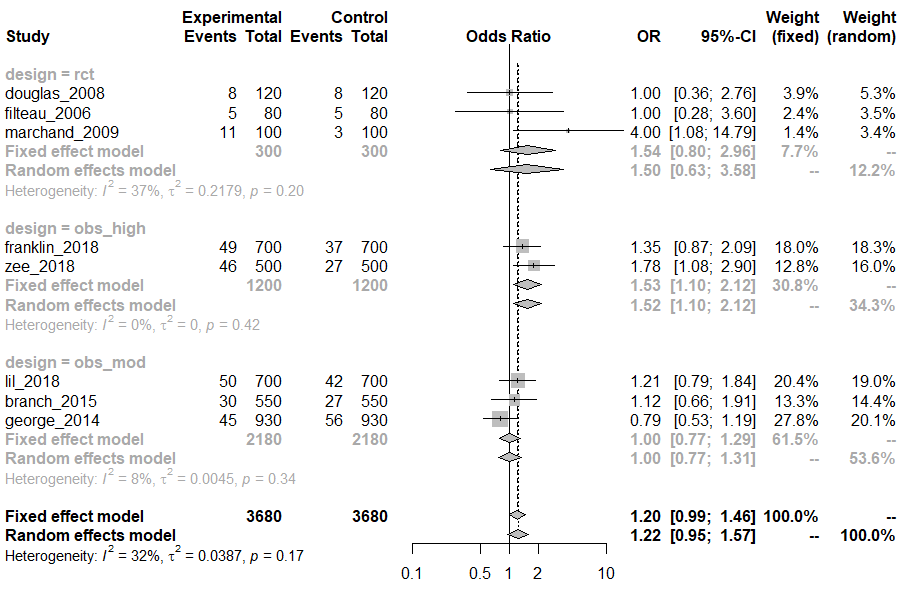 Experimental Control Weight Weight
Study Events Total Events Total Odds Ratio OR 95%-CI (fixed) (random)
design = rct
douglas_2008 8 120 8 120 1.00 [0.36; 2.76] 3.9% 5.3%
filteau_2006 5 80 5 80 1.00 [0.28; 3.60] 2.4% 3.5%
marchand_2009 11 100 3 100 4.00 [1.08; 14.79] 1.4% 3.4%
Fixed effect model 300 300 1.54 [0.80; 2.96] 7.7% --
Random effects model 1.50 [0.63; 3.58] -- 12.2%
Heterogeneity: I² = 37%, τ² = 0.2179, p = 0.20
design = obs_high
franklin_2018 49 700 37 700 1.35 [0.87; 2.09] 18.0% 18.3%
zee_2018 46 500 27 500 1.78 [1.08; 2.90] 12.8% 16.0%
Fixed effect model 1200 1200 1.53 [1.10; 2.12] 30.8% --
Random effects model 1.52 [1.10; 2.12] -- 34.3%
Heterogeneity: I² = 0%, τ² = 0, p = 0.42
design = obs_mod
lil_2018 50 700 42 700 1.21 [0.79; 1.84] 20.4% 19.0%
branch_2015 30 550 27 550 1.12 [0.66; 1.91] 13.3% 14.4%
george_2014 45 930 56 930 0.79 [0.53; 1.19] 27.8% 20.1%
Fixed effect model 2180 2180 1.00 [0.77; 1.29] 61.5% --
Random effects model 1.00 [0.77; 1.31] -- 53.6%
Heterogeneity: I² = 8%, τ² = 0.0045, p = 0.34
Fixed effect model 3680 3680 1.20 [0.99; 1.46] 100.0% --
Random effects model 1.22 [0.95; 1.57] -- 100.0%
Heterogeneity: I² = 32%, τ² = 0.0387, p = 0.17
0.1 0.5 1 2 10